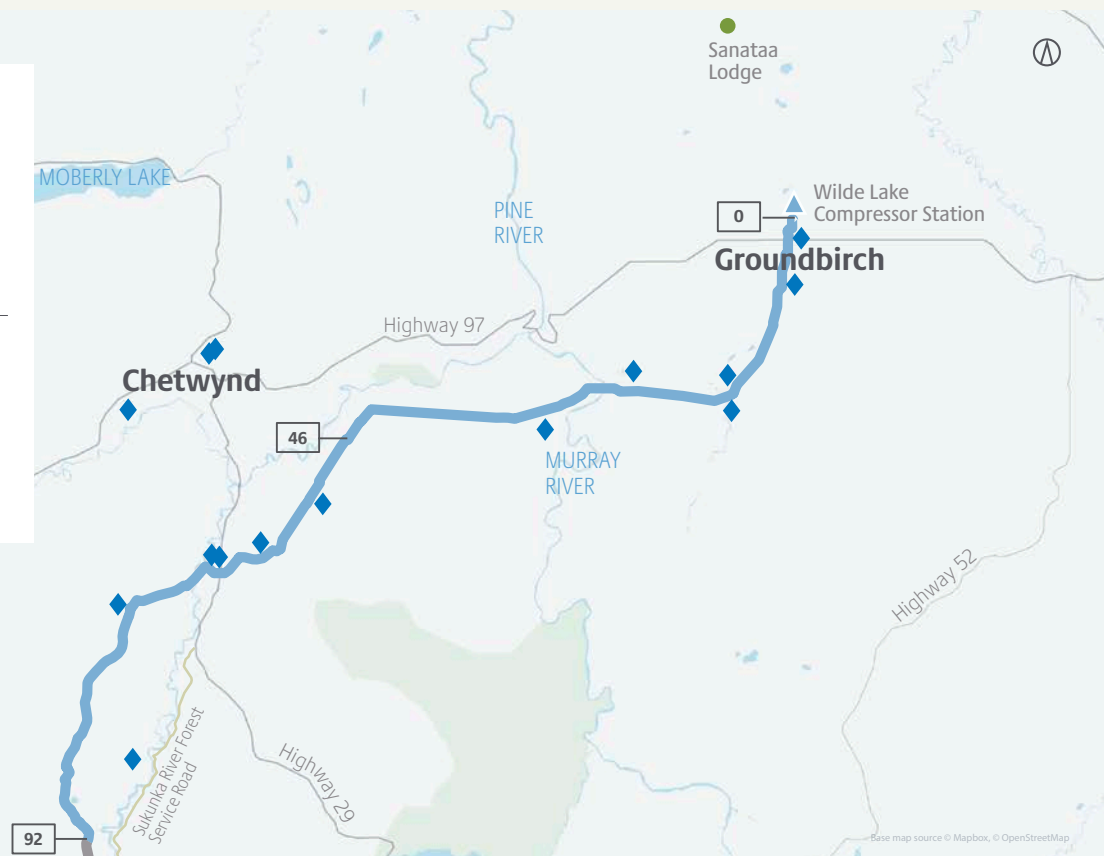 Sanataa
Lodge
MOBERLY LAKE
Wilde Lake
Compressor Station
0
PINE
RIVER
Groundbirch
Highway 97
Chetwynd
46
MURRAY
RIVER
Highway 52
Sukunka River Forest
Service Road
Highway 29
92
Base map source © Mapbox, © OpenStreetMap